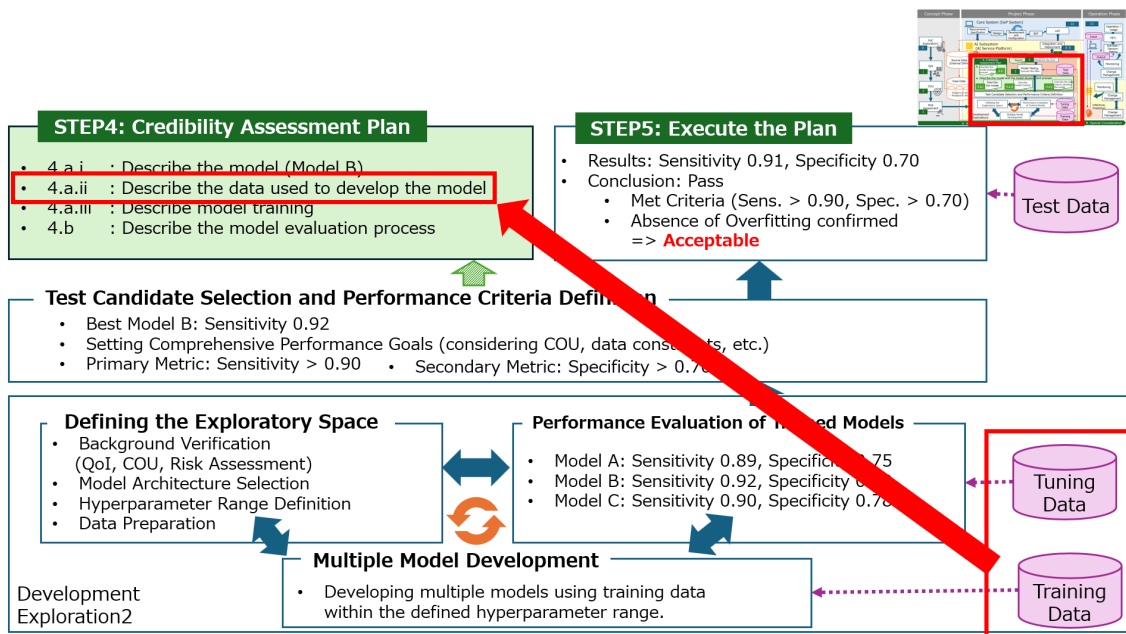 Concept Phase
Project Phase
Operation Phase
STEP4: Credibility Assessment Plan
• 4.a.i : Describe the model (Model B)
• 4.a.ii : Describe the data used to develop the model
• 4.a.iii : Describe model training
• 4.b : Describe the model evaluation process
STEP5: Execute the Plan
• Results: Sensitivity 0.91, Specificity 0.70
• Conclusion: Pass
• Met Criteria (Sens. > 0.90, Spec. > 0.70)
• Absence of Overfitting confirmed
=> Acceptable
Test Data
Test Candidate Selection and Performance Criteria Definition
• Best Model B: Sensitivity 0.92
• Setting Comprehensive Performance Goals (considering COU, data constraints, etc.)
• Primary Metric: Sensitivity > 0.90 • Secondary Metric: Specificity > 0.70
Defining the Exploratory Space
• Background Verification
(QoI, COU, Risk Assessment)
• Model Architecture Selection
• Hyperparameter Range Definition
• Data Preparation
Performance Evaluation of Trained Models
• Model A: Sensitivity 0.89, Specificity 0.75
• Model B: Sensitivity 0.92, Specificity
• Model C: Sensitivity 0.90, Specificity 0.78
Tuning
Data
Multiple Model Development
• Developing multiple models using training data
within the defined hyperparameter range.
Training
Data
Development
Exploration2